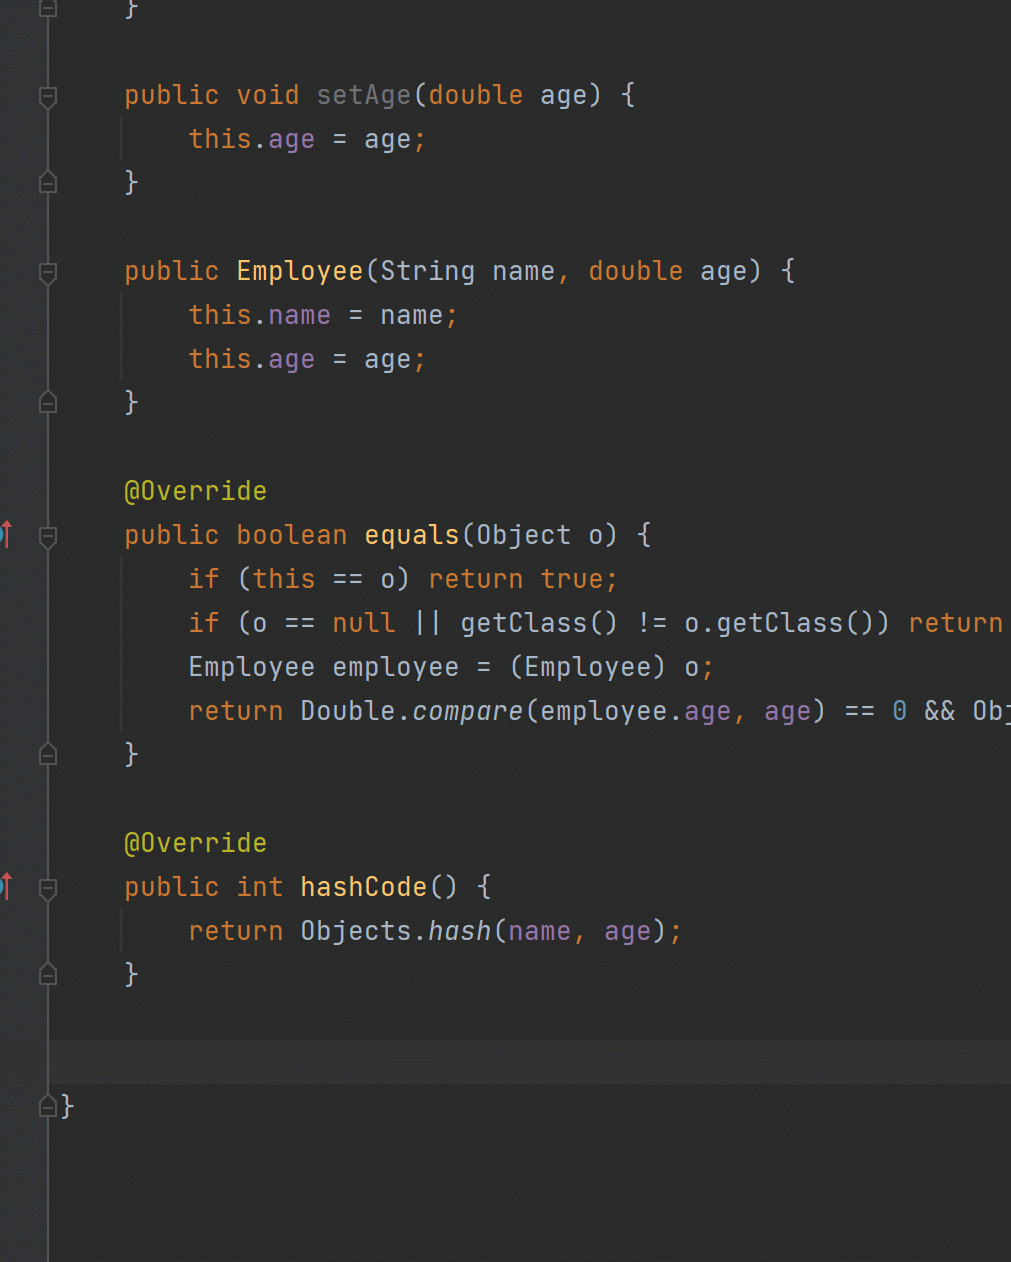 }
public void setAge(double age) {
this.age = age;
}
public Employee(String name, double age) {
this.name = name;
this.age = age;
}
@Override
public boolean equals(Object o) {
if (this == o) return true;
if (o == null || getClass() != o.getClass()) return
Employee employee = (Employee) o;
return Double.compare(employee.age, age) == 0 && Obj
}
@Override
public int hashCode() {
return Objects.hash(name, age);
}
}